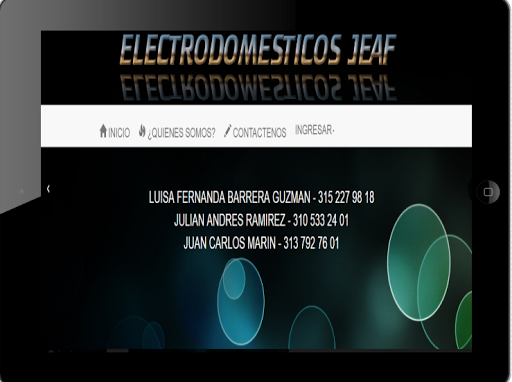 ELECTRODOMESTICOS JEAF
INICIO ¿QUIENES SOMOS? CONTACTENOS INGRESAR
LUISA FERNANDA BARRERA GUZMAN - 315 227 98 18
JULIAN ANDRES RAMIREZ - 310 533 24 01
JUAN CARLOS MARIN - 313 792 76 01